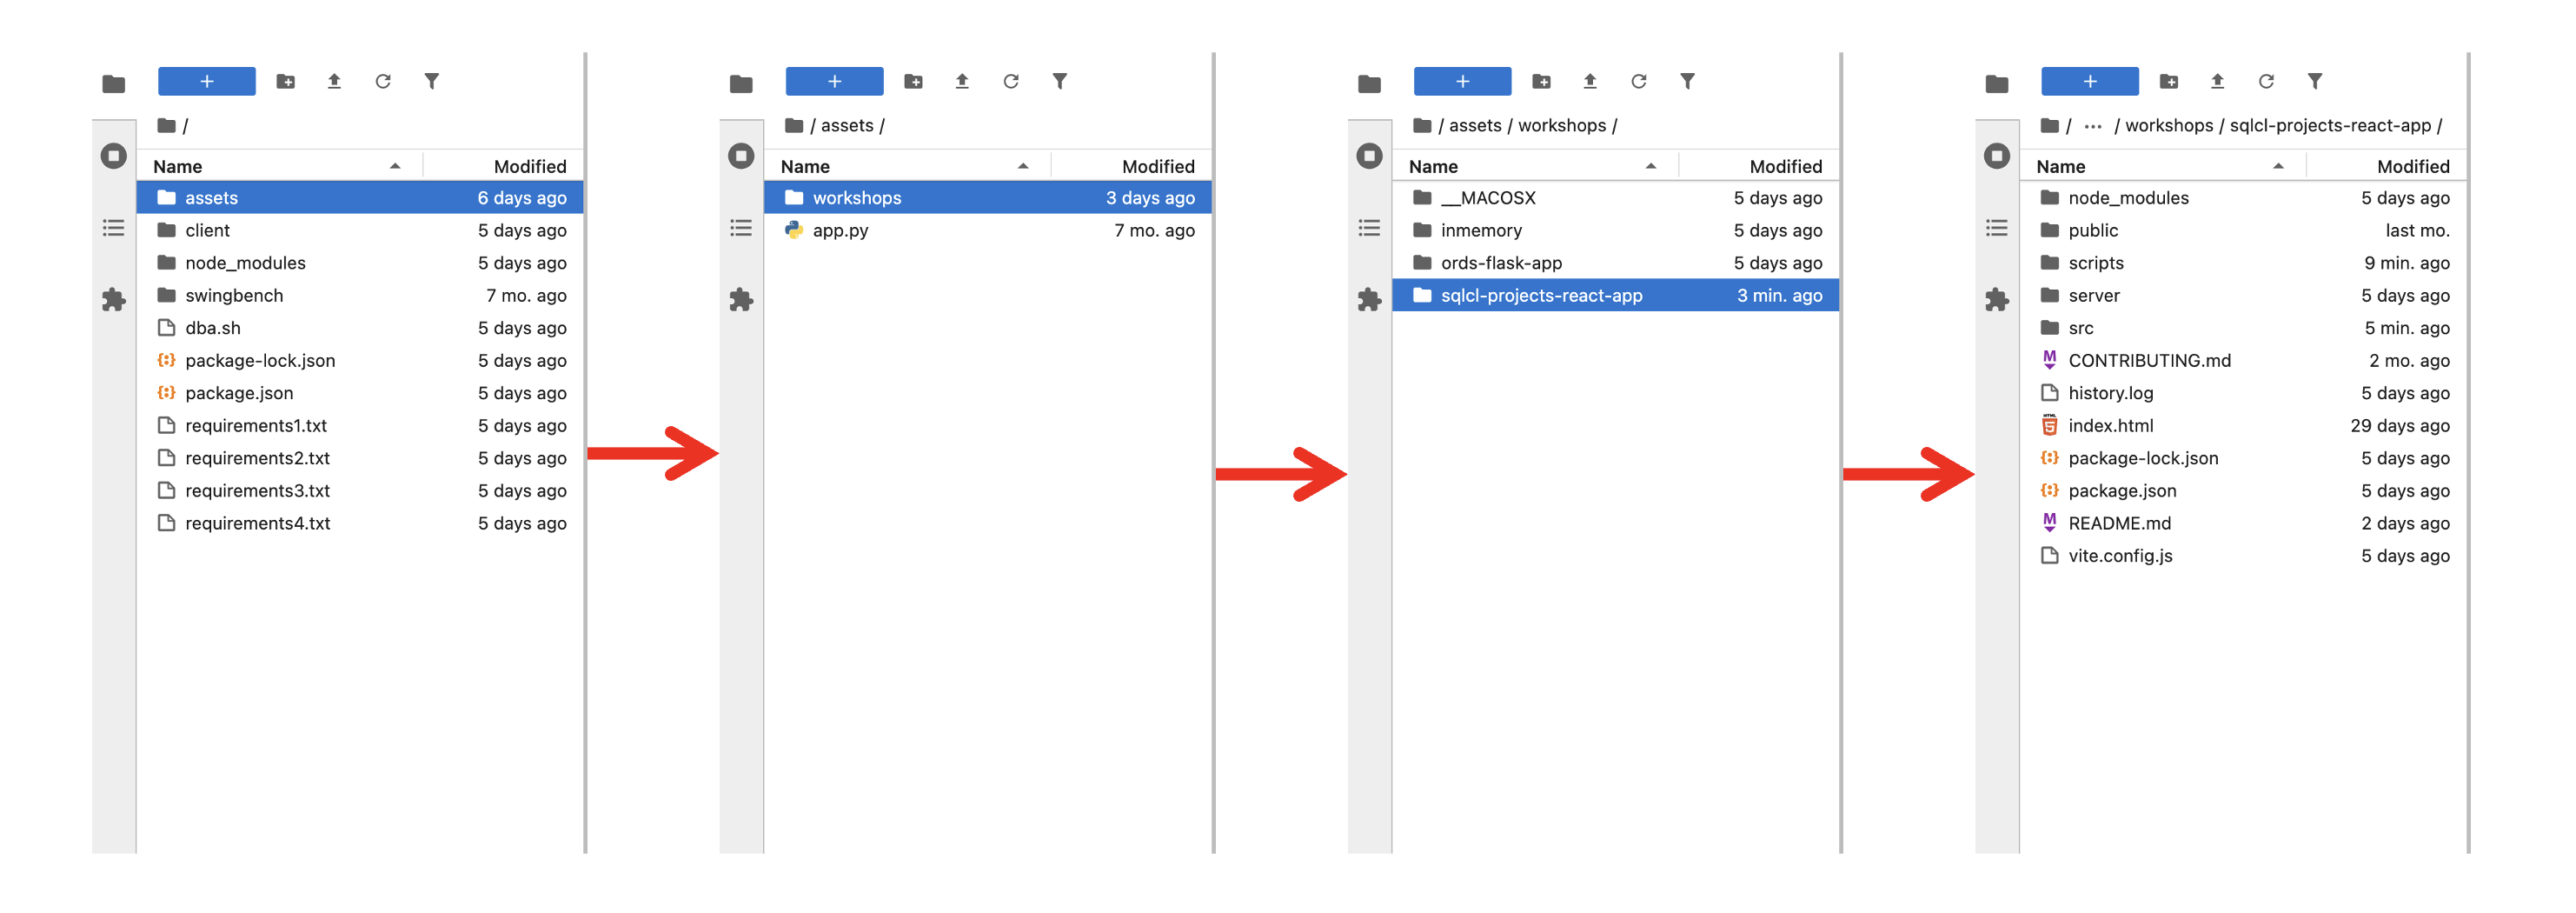 +
/
Name Modified
assets 6 days ago
client 5 days ago
node_modules 5 days ago
swingbench 7 mo. ago
dba.sh 5 days ago
package-lock.json 5 days ago
package.json 5 days ago
requirements1.txt 5 days ago
requirements2.txt 5 days ago
requirements3.txt 5 days ago
requirements4.txt 5 days ago
+
/ assets /
Name Modified
workshops 3 days ago
app.py 7 mo. ago
+
/ assets / workshops /
Name Modified
__MACOSX 5 days ago
inmemory 5 days ago
ords-flask-app 5 days ago
sqlcl-projects-react-app 3 min. ago
+
/ ··· / workshops / sqlcl-projects-react-app /
Name Modified
node_modules 5 days ago
public last mo.
scripts 9 min. ago
server 5 days ago
src 5 min. ago
CONTRIBUTING.md 2 mo. ago
history.log 5 days ago
index.html 29 days ago
package-lock.json 5 days ago
package.json 5 days ago
README.md 2 days ago
vite.config.js 5 days ago